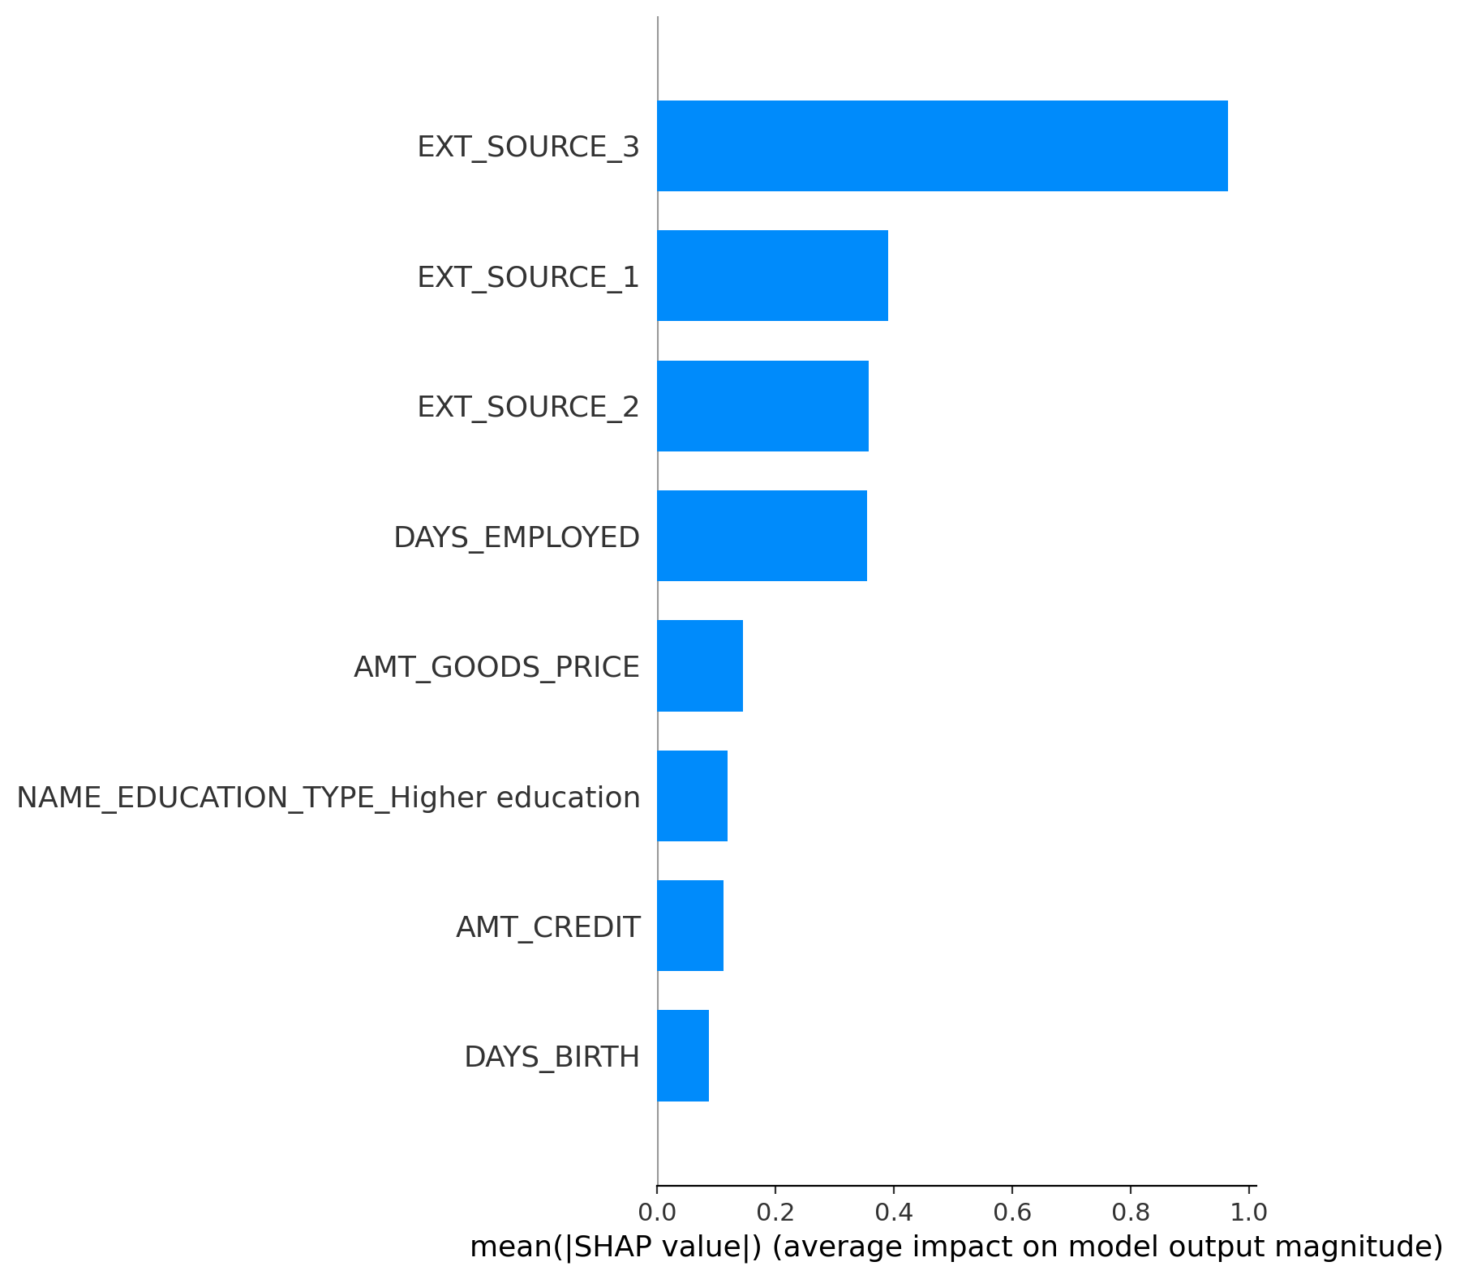 EXT_SOURCE_3
EXT_SOURCE_1
EXT_SOURCE_2
DAYS_EMPLOYED
AMT_GOODS_PRICE
NAME_EDUCATION_TYPE_Higher education
AMT_CREDIT
DAYS_BIRTH
0.0 0.2 0.4 0.6 0.8 1.0
mean(|SHAP value|) (average impact on model output magnitude)